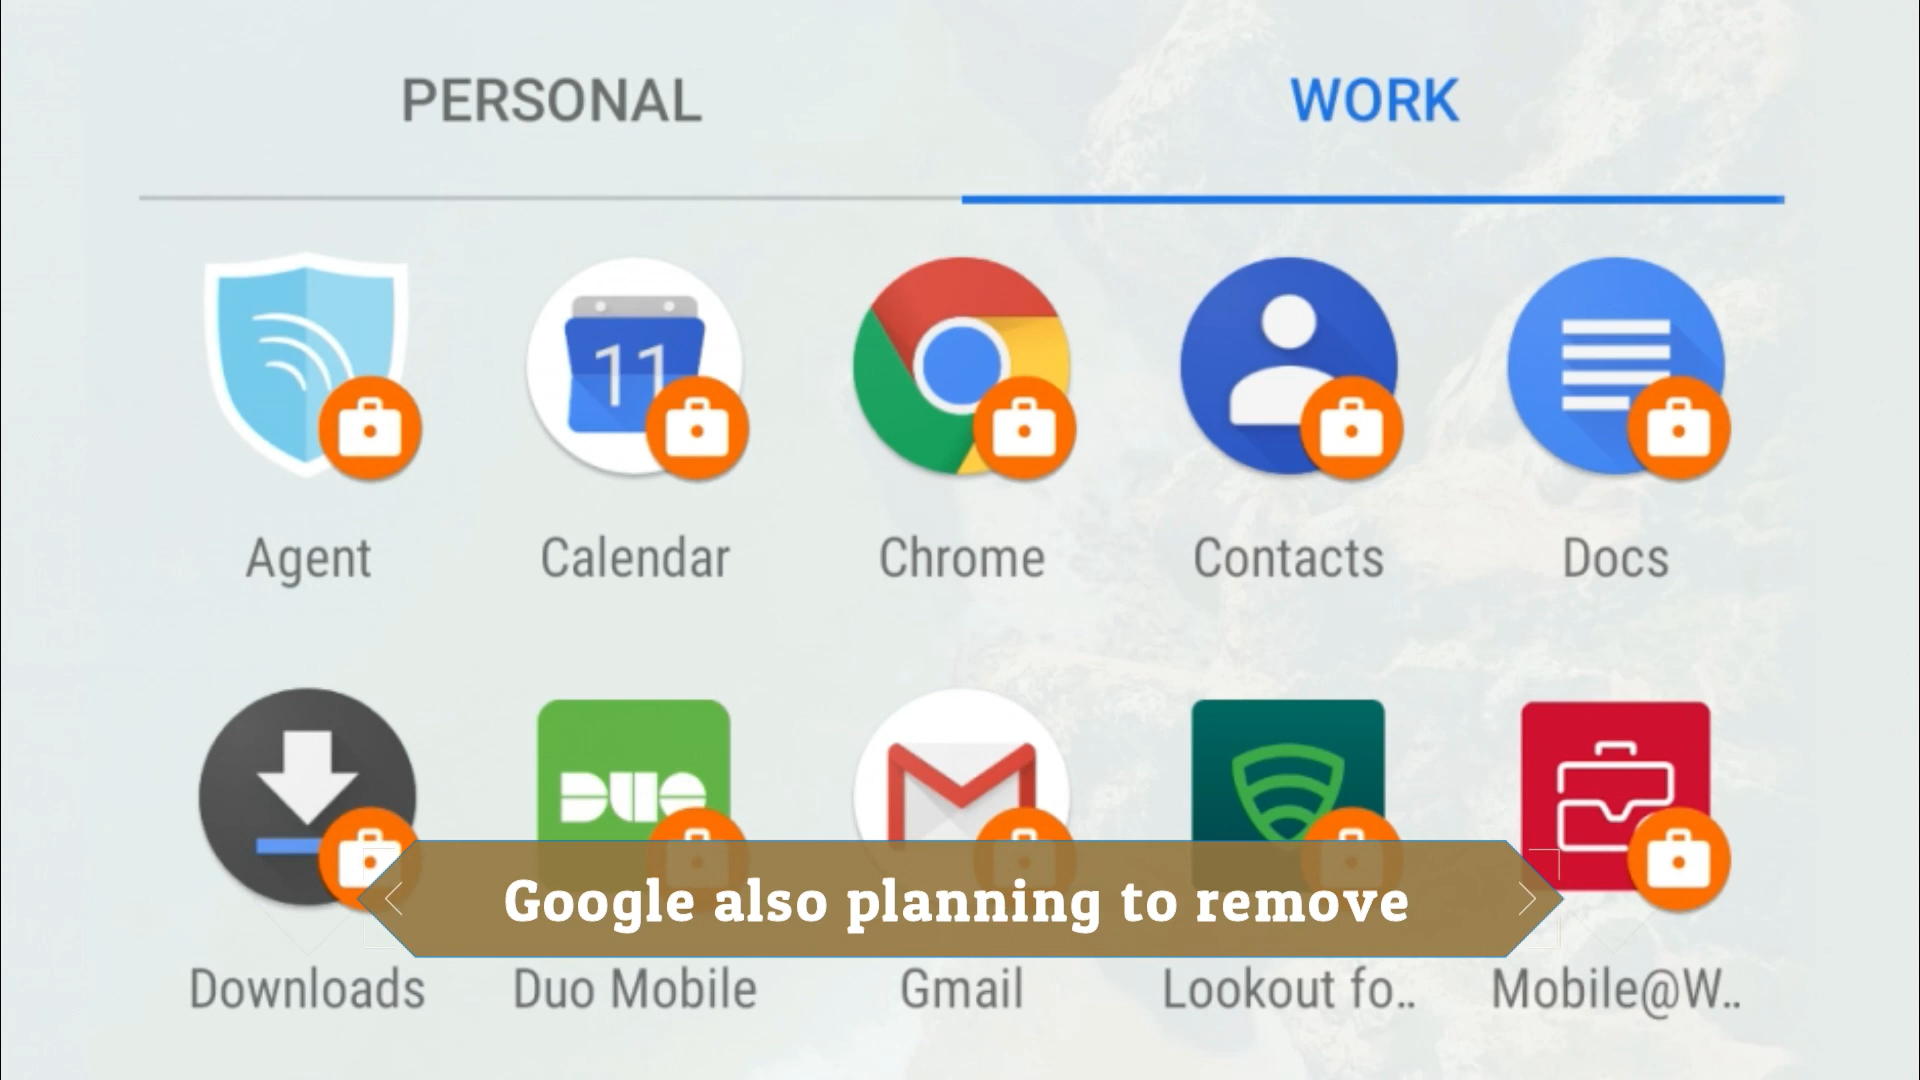 PERSONAL WORK
11
Agent Calendar Chrome Contacts Docs
DUO
Google also planning to remove
Downloads Duo Mobile Gmail Lookout fo.. Mobile@W..